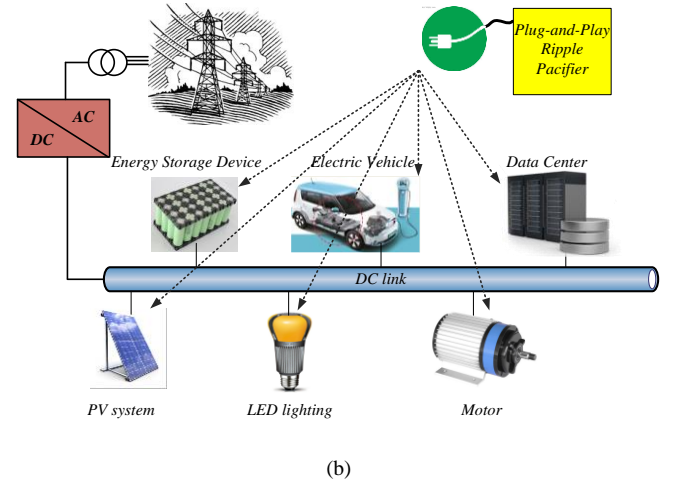 Plug-and-Play
Ripple
Pacifier
AC
DC
Energy Storage Device
Electric Vehicle
Data Center
DC link
PV system
LED lighting
Motor
(b)